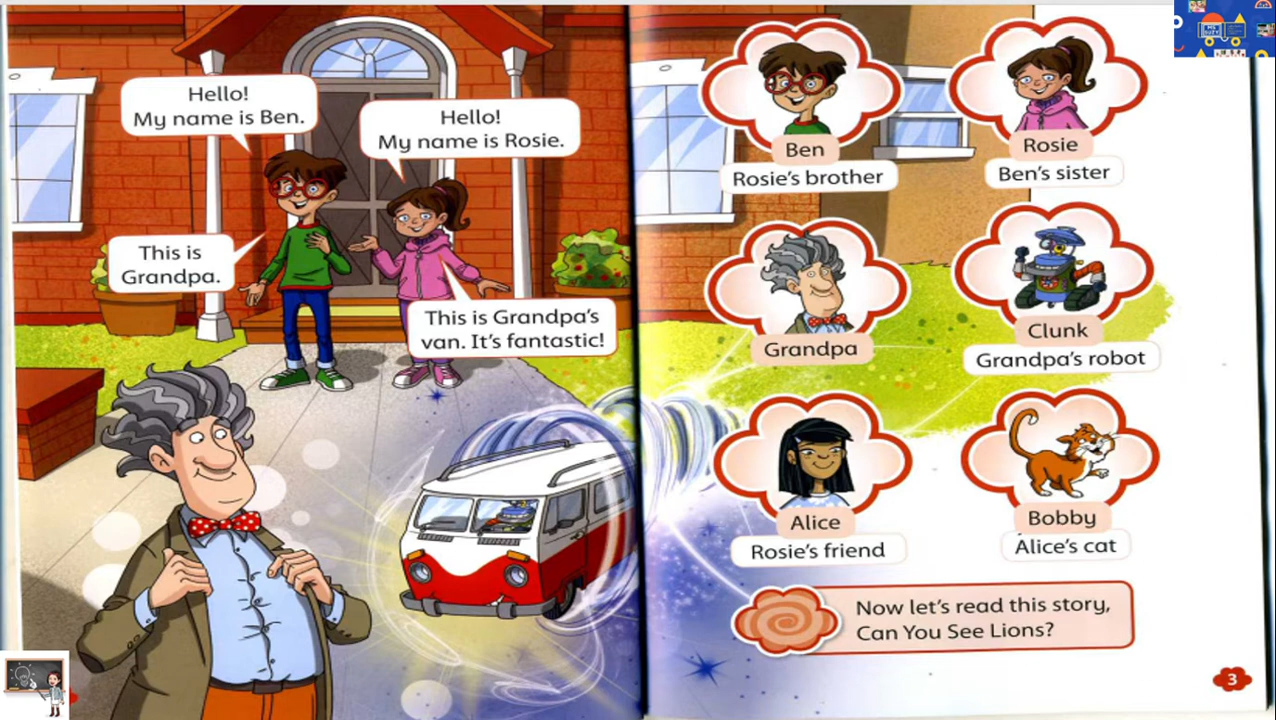 Hello!
My name is Ben.
Hello!
My name is Rosie.
This is
Grandpa.
This is Grandpa's
van. It's fantastic!
Ben
Rosie's brother
Rosie
Ben's sister
Grandpa
Clunk
Grandpa's robot
Alice
Rosie's friend
Bobby
Alice's cat
Now let's read this story,
Can You See Lions?
3